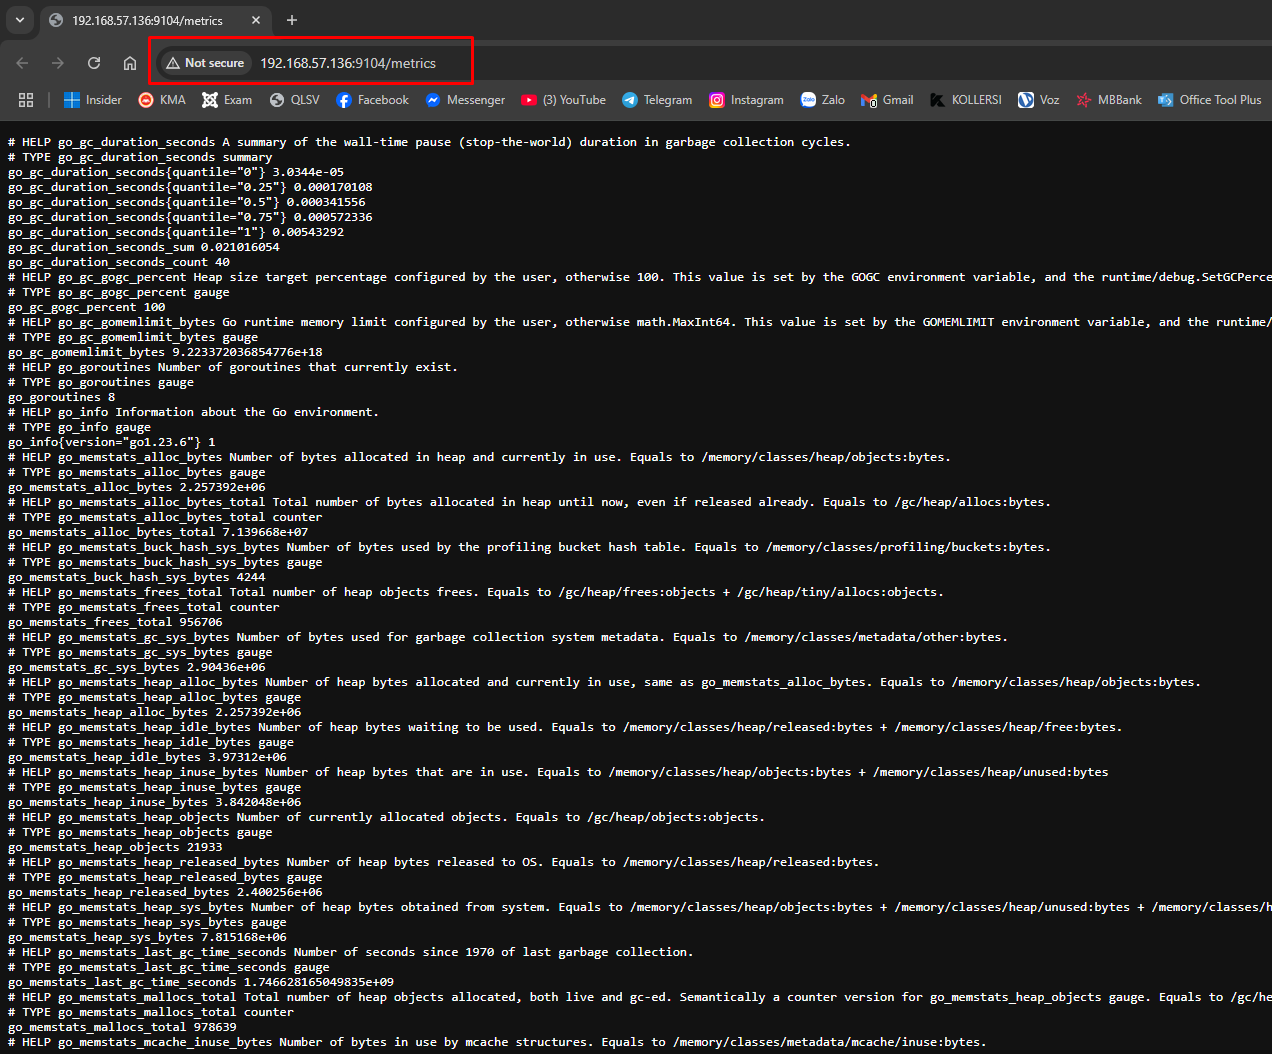 192.168.57.136:9104/metrics
Not secure 192.168.57.136:9104/metrics
Insider KMA Exam QLSV Facebook Messenger (3) YouTube Telegram Instagram Zalo Gmail KOLLERSI Voz MBBank Office Tool Plus
# HELP go_gc_duration_seconds A summary of the wall-time pause (stop-the-world) duration in garbage collection cycles.
# TYPE go_gc_duration_seconds summary
go_gc_duration_seconds{quantile="0"} 3.0344e-05
go_gc_duration_seconds{quantile="0.25"} 0.000170108
go_gc_duration_seconds{quantile="0.5"} 0.000341556
go_gc_duration_seconds{quantile="0.75"} 0.000572336
go_gc_duration_seconds{quantile="1"} 0.00543292
go_gc_duration_seconds_sum 0.021016054
go_gc_duration_seconds_count 40
# HELP go_gc_gogc_percent Heap size target percentage configured by the user, otherwise 100. This value is set by the GOGC environment variable, and the runtime/debug.SetGCPerce
# TYPE go_gc_gogc_percent gauge
go_gc_gogc_percent 100
# HELP go_gc_gomemlimit_bytes Go runtime memory limit configured by the user, otherwise math.MaxInt64. This value is set by the GOMEMLIMIT environment variable, and the runtime/
# TYPE go_gc_gomemlimit_bytes gauge
go_gc_gomemlimit_bytes 9.223372036854776e+18
# HELP go_goroutines Number of goroutines that currently exist.
# TYPE go_goroutines gauge
go_goroutines 8
# HELP go_info Information about the Go environment.
# TYPE go_info gauge
go_info{version="go1.23.6"} 1
# HELP go_memstats_alloc_bytes Number of bytes allocated in heap and currently in use. Equals to /memory/classes/heap/objects:bytes.
# TYPE go_memstats_alloc_bytes gauge
go_memstats_alloc_bytes 2.257392e+06
# HELP go_memstats_alloc_bytes_total Total number of bytes allocated in heap until now, even if released already. Equals to /gc/heap/allocs:bytes.
# TYPE go_memstats_alloc_bytes_total counter
go_memstats_alloc_bytes_total 7.139668e+07
# HELP go_memstats_buck_hash_sys_bytes Number of bytes used by the profiling bucket hash table. Equals to /memory/classes/profiling/buckets:bytes.
# TYPE go_memstats_buck_hash_sys_bytes gauge
go_memstats_buck_hash_sys_bytes 4244
# HELP go_memstats_frees_total Total number of heap objects frees. Equals to /gc/heap/frees:objects + /gc/heap/tiny/allocs:objects.
# TYPE go_memstats_frees_total counter
go_memstats_frees_total 956706
# HELP go_memstats_gc_sys_bytes Number of bytes used for garbage collection system metadata. Equals to /memory/classes/metadata/other:bytes.
# TYPE go_memstats_gc_sys_bytes gauge
go_memstats_gc_sys_bytes 2.90436e+06
# HELP go_memstats_heap_alloc_bytes Number of heap bytes allocated and currently in use, same as go_memstats_alloc_bytes. Equals to /memory/classes/heap/objects:bytes.
# TYPE go_memstats_heap_alloc_bytes gauge
go_memstats_heap_alloc_bytes 2.257392e+06
# HELP go_memstats_heap_idle_bytes Number of heap bytes waiting to be used. Equals to /memory/classes/heap/released:bytes + /memory/classes/heap/free:bytes.
# TYPE go_memstats_heap_idle_bytes gauge
go_memstats_heap_idle_bytes 3.97312e+06
# HELP go_memstats_heap_inuse_bytes Number of heap bytes that are in use. Equals to /memory/classes/heap/objects:bytes + /memory/classes/heap/unused:bytes
# TYPE go_memstats_heap_inuse_bytes gauge
go_memstats_heap_inuse_bytes 3.842048e+06
# HELP go_memstats_heap_objects Number of currently allocated objects. Equals to /gc/heap/objects:objects.
# TYPE go_memstats_heap_objects gauge
go_memstats_heap_objects 21933
# HELP go_memstats_heap_released_bytes Number of heap bytes released to OS. Equals to /memory/classes/heap/released:bytes.
# TYPE go_memstats_heap_released_bytes gauge
go_memstats_heap_released_bytes 2.400256e+06
# HELP go_memstats_heap_sys_bytes Number of heap bytes obtained from system. Equals to /memory/classes/heap/objects:bytes + /memory/classes/heap/unused:bytes + /memory/classes/h
# TYPE go_memstats_heap_sys_bytes gauge
go_memstats_heap_sys_bytes 7.815168e+06
# HELP go_memstats_last_gc_time_seconds Number of seconds since 1970 of last garbage collection.
# TYPE go_memstats_last_gc_time_seconds gauge
go_memstats_last_gc_time_seconds 1.746628165049835e+09
# HELP go_memstats_mallocs_total Total number of heap objects allocated, both live and gc-ed. Semantically a counter version for go_memstats_heap_objects gauge. Equals to /gc/he
# TYPE go_memstats_mallocs_total counter
go_memstats_mallocs_total 978639
# HELP go_memstats_mcache_inuse_bytes Number of bytes in use by mcache structures. Equals to /memory/classes/metadata/mcache/inuse:bytes.